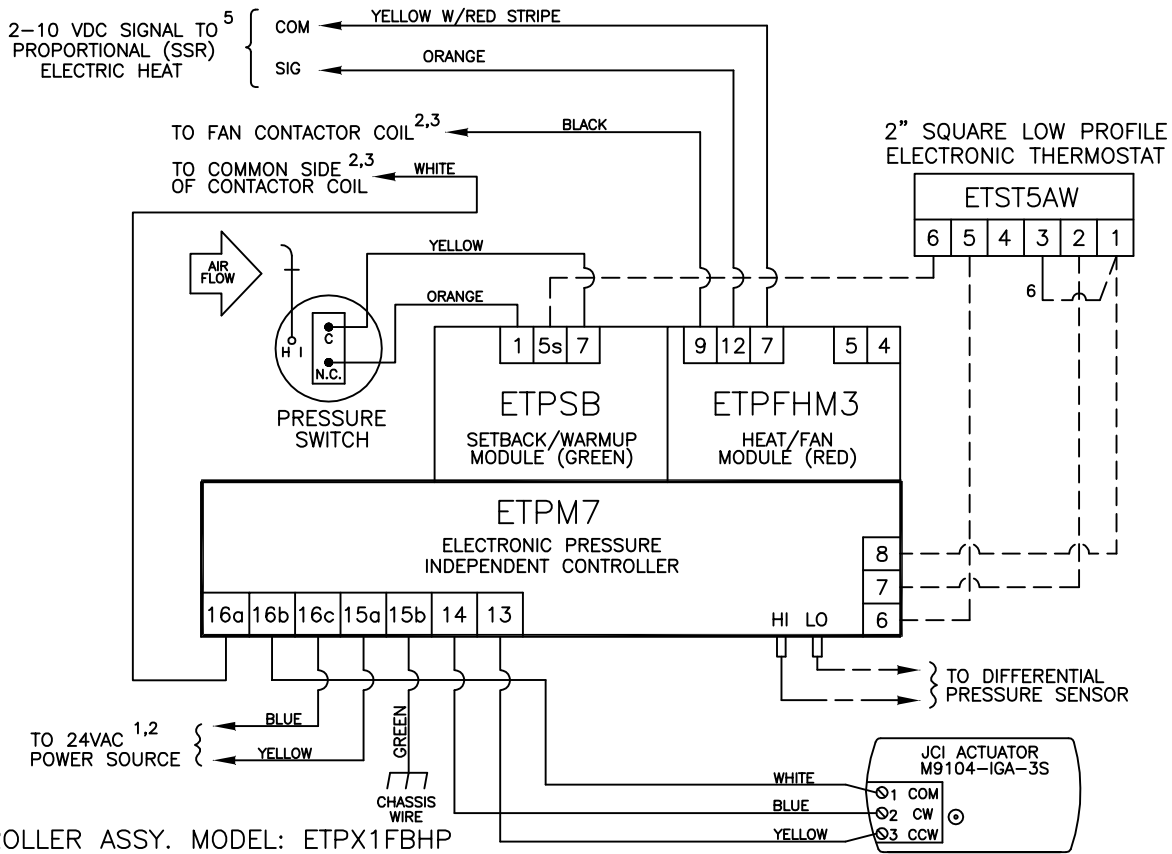 2-10 VDC SIGNAL TO 5
PROPORTIONAL (SSR)
ELECTRIC HEAT
COM
SIG
YELLOW W/RED STRIPE
ORANGE
TO FAN CONTACTOR COIL 2,3
BLACK
TO COMMON SIDE 2,3
OF CONTACTOR COIL
WHITE
2" SQUARE LOW PROFILE
ELECTRONIC THERMOSTAT
ETST5AW
6 5 4 3 2 1
6
AIR
FLOW
YELLOW
ORANGE
HI
C
N.C.
PRESSURE
SWITCH
1 5s 7
9 12 7
5 4
ETPSB
SETBACK/WARMUP
MODULE (GREEN)
ETPFHM3
HEAT/FAN
MODULE (RED)
ETPM7
ELECTRONIC PRESSURE
INDEPENDENT CONTROLLER
8
7
6
16a 16b 16c 15a 15b 14 13
HI LO
TO DIFFERENTIAL
PRESSURE SENSOR
TO 24VAC 1,2
POWER SOURCE
BLUE
YELLOW
GREEN
CHASSIS
WIRE
JCI ACTUATOR
M9104-IGA-3S
WHITE
BLUE
YELLOW
1 COM
2 CW
3 CCW
ROLLER ASSY. MODEL: ETPX1FBHP